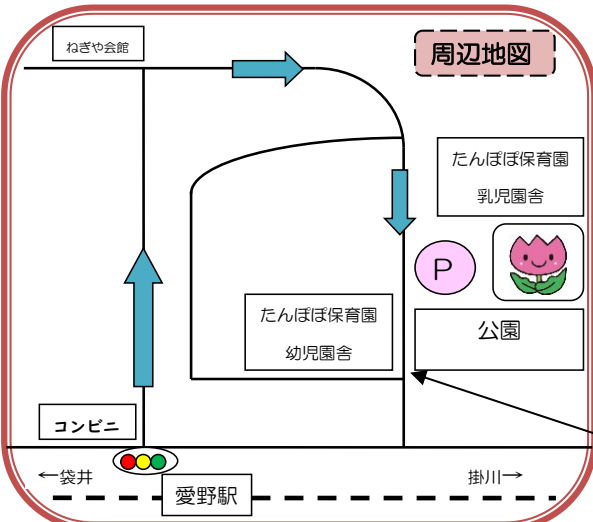 ねぎや会館
周辺地図
たんぽぽ保育園
乳児園舎
P
たんぽぽ保育園
幼児園舎
公園
コンビニ
←袋井
掛川→
愛野駅